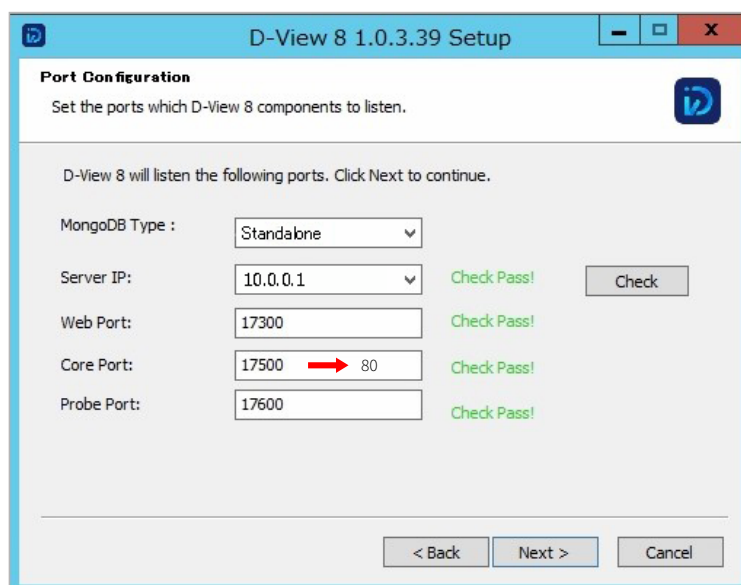 D-View 8 1.0.3.39 Setup
Port Configuration
Set the ports which D-View 8 components to listen.
D-View 8 will listen the following ports. Click Next to continue.
MongoDB Type : Standalone
Server IP: 10.0.0.1 Check Pass! Check
Web Port: 17300 Check Pass!
Core Port: 17500 80 Check Pass!
Probe Port: 17600 Check Pass!
< Back Next > Cancel